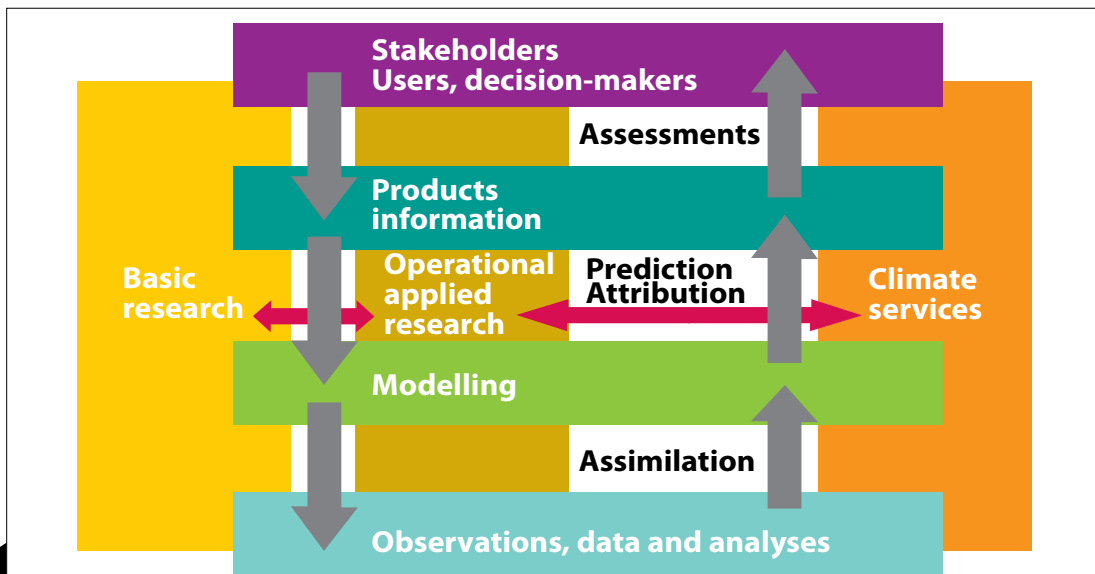 Stakeholders
Users, decision-makers
Assessments
Products
information
Basic
research
Operational
applied
research
Prediction
Attribution
Climate
services
Modelling
Assimilation
Observations, data and analyses